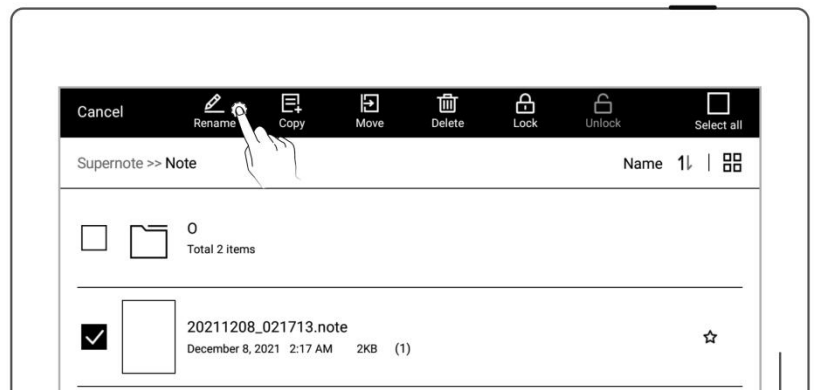 Cancel Rename Copy Move Delete Lock Unlock Select all
Supernote >> Note Name
O
Total 2 items
20211208_021713.note
December 8, 2021 2:17 AM 2KB (1)